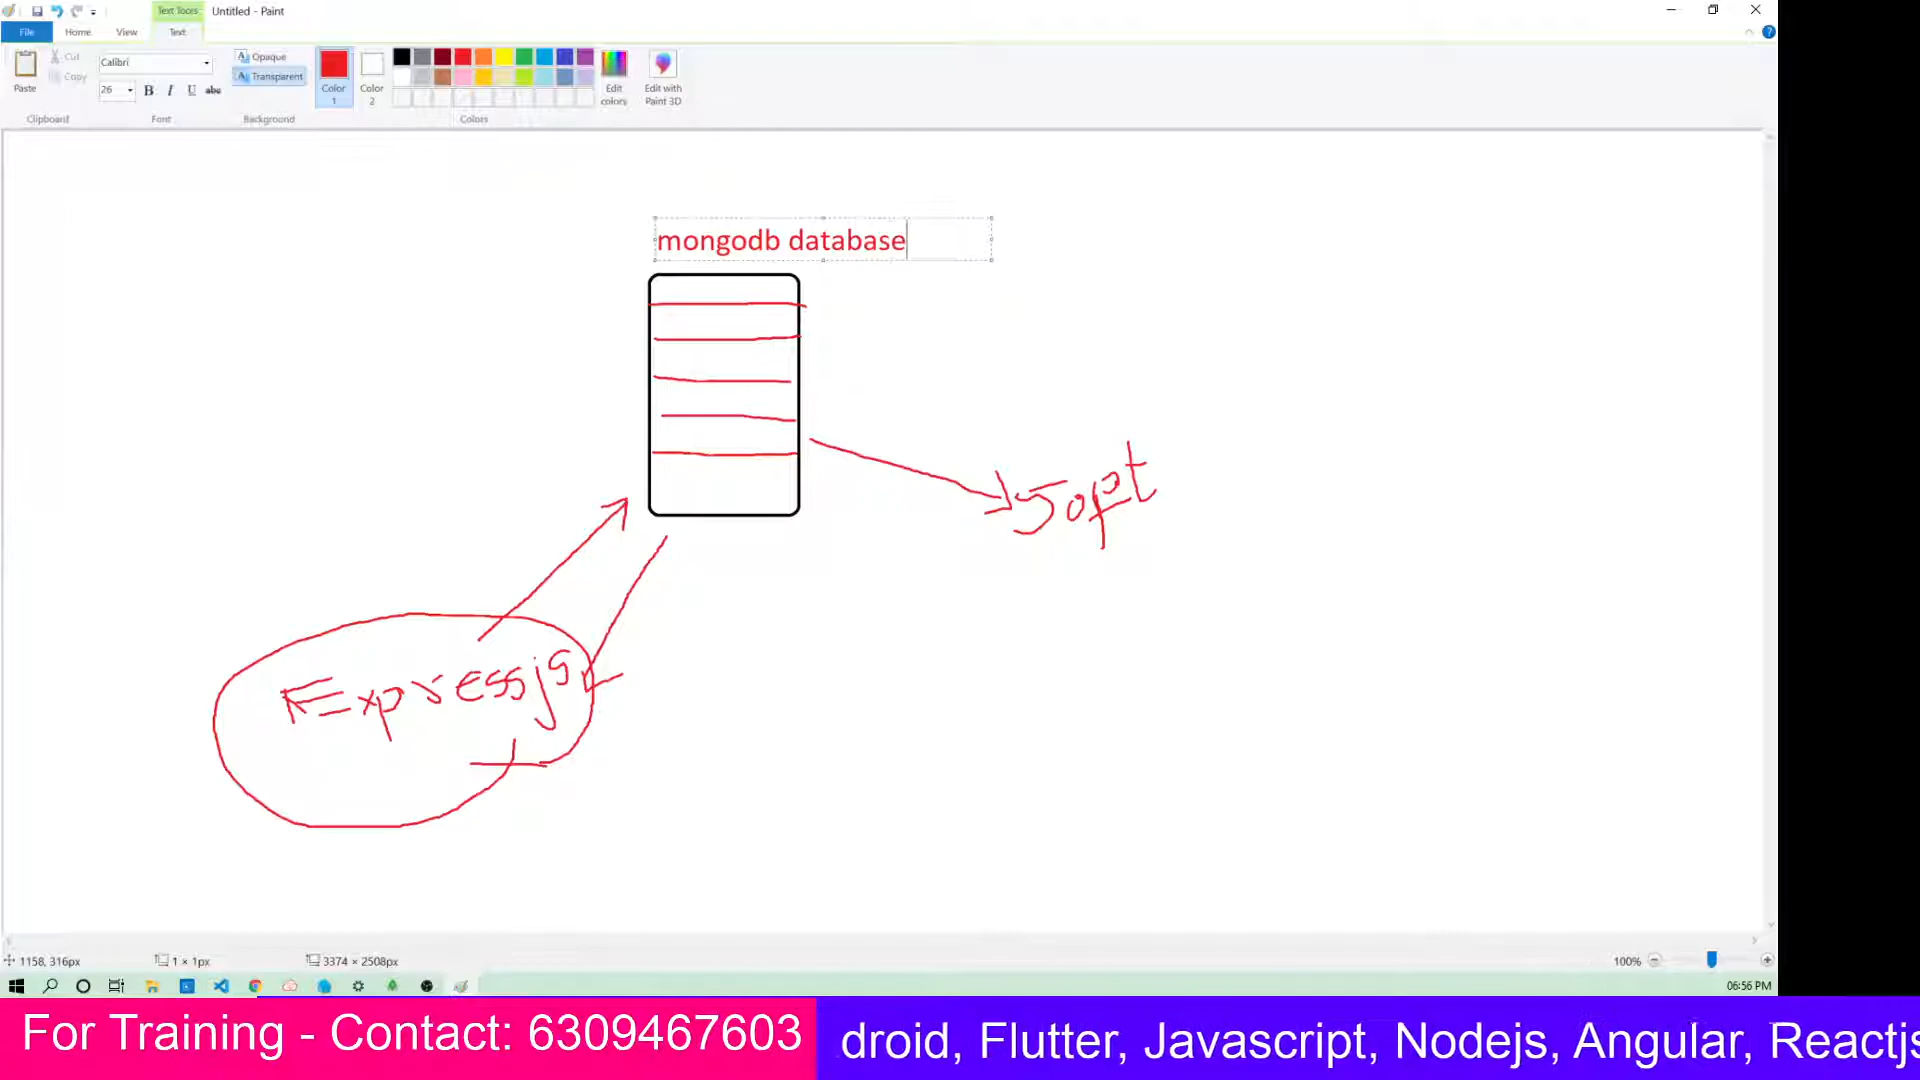 Text Tools
Untitled - Paint
File
Home
View
Text
Paste
Cut
Copy
Calibri
26
B
I
U
abc
Opaque
Transparent
Color
1
Color
2
Edit
colors
Edit with
Paint 3D
Clipboard
Font
Background
Colors
mongodb database
Expressjs
1158, 316px
1 × 1px
3374 × 2508px
100%
06:56 PM
For Training - Contact: 6309467603
droid, Flutter, Javascript, Nodejs, Angular, Reactjs